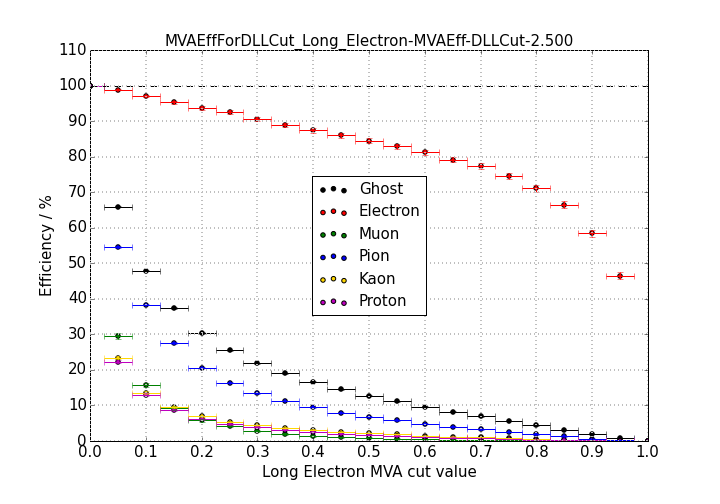 MVAEffForDLLCut_Long_Electron-MVAEff-DLLCut-2.500
110
100
90
80
70
60
50
40
30
20
10
0
Efficiency / %
Ghost
Electron
Muon
Pion
Kaon
Proton
0.0 0.1 0.2 0.3 0.4 0.5 0.6 0.7 0.8 0.9 1.0
Long Electron MVA cut value